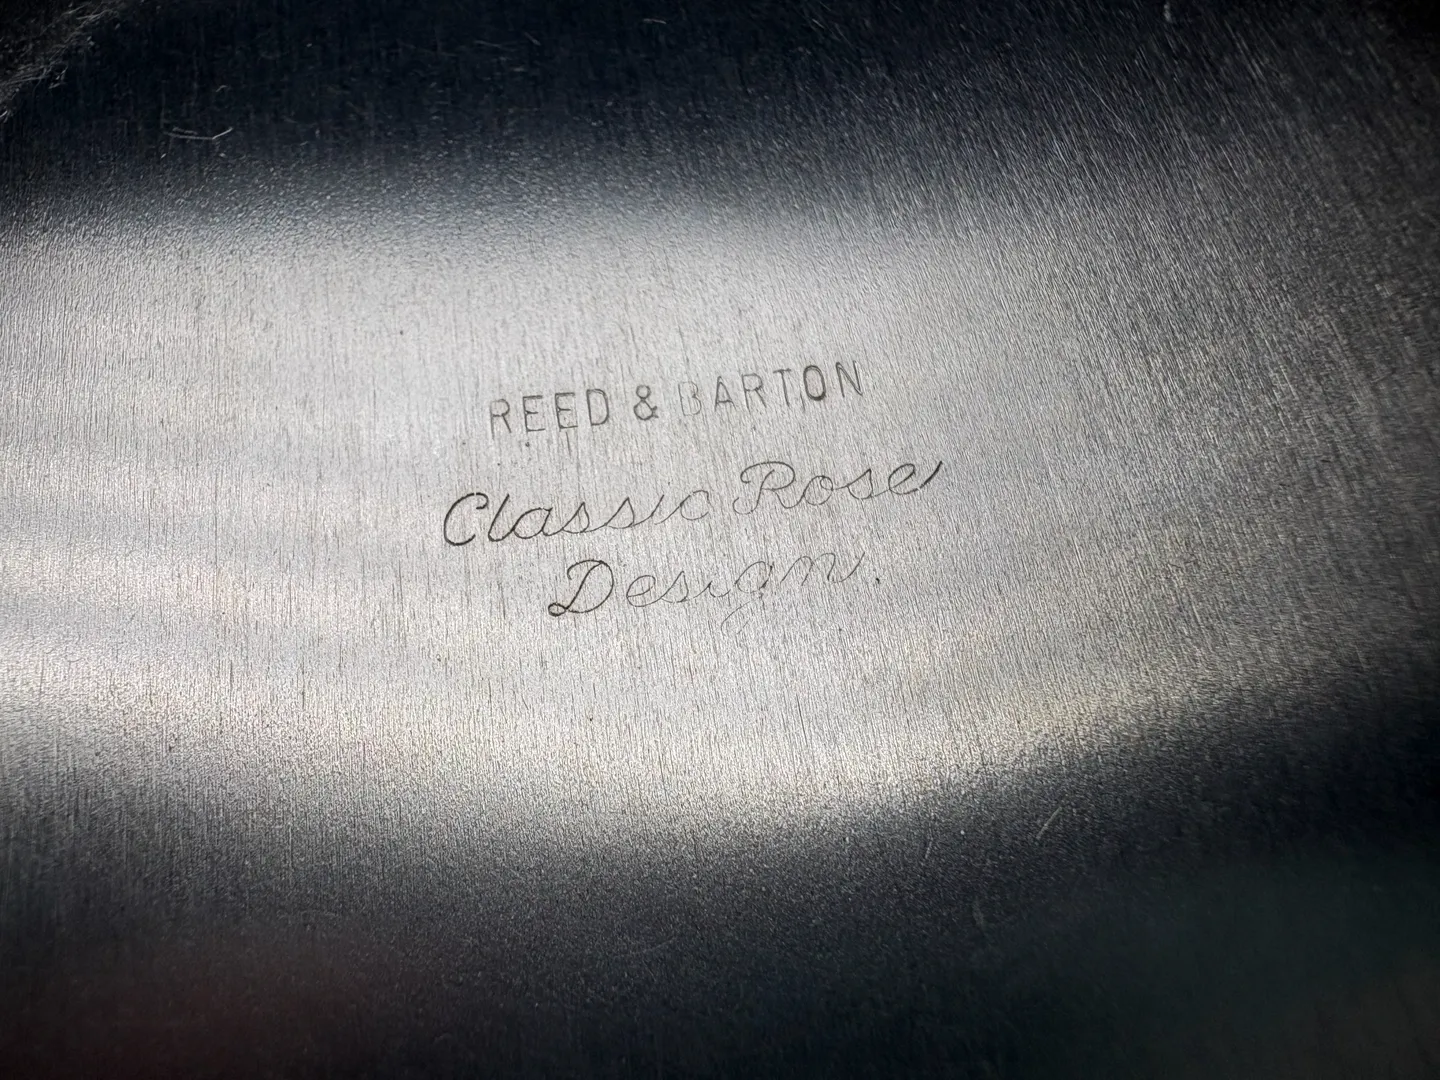 REED & BARTON
Classic Rose
Design.